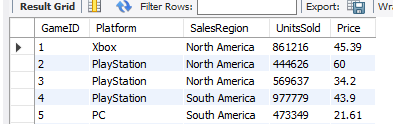 Result Grid Filter Rows: Export: Wra
GameID Platform SalesRegion UnitsSold Price
1 Xbox North America 861216 45.39
2 PlayStation North America 444626 60
3 PlayStation North America 569637 34.2
4 PlayStation South America 977779 43.9
5 PC South America 473349 21.61